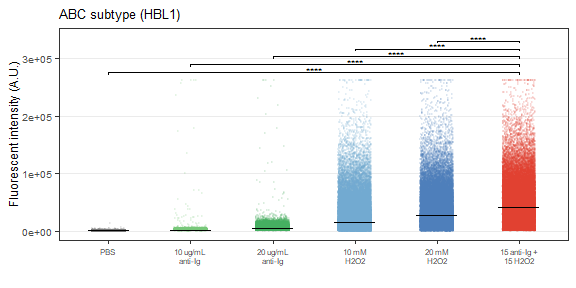 ABC subtype (HBL1)
Fluorescent intensity (A.U.)
3e+05
2e+05
1e+05
0e+00
****
****
****
****
****
PBS
10 ug/mL
anti-Ig
20 ug/mL
anti-Ig
10 mM
H2O2
20 mM
H2O2
15 anti-Ig +
15 H2O2